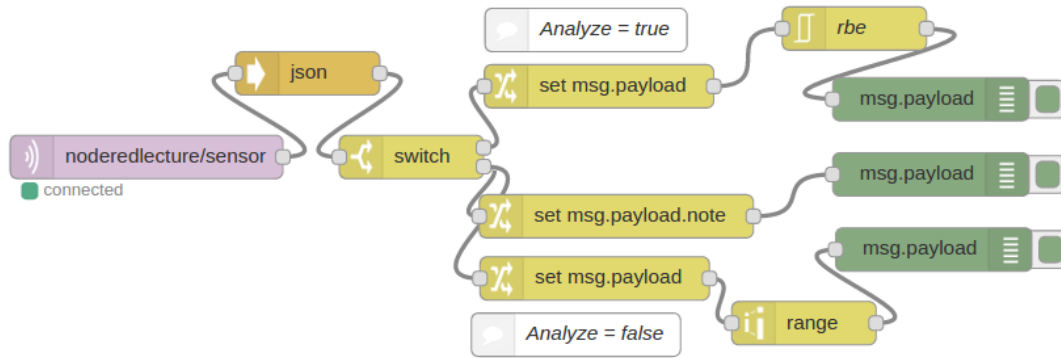 Analyze = true
rbe
json
set msg.payload
msg.payload
noderedlecture/sensor
switch
connected
msg.payload
set msg.payload.note
msg.payload
set msg.payload
range
Analyze = false